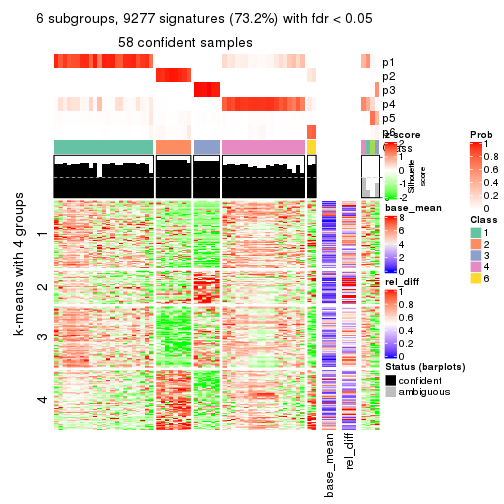 6 subgroups, 9277 signatures (73.2%) with fdr < 0.05
58 confident samples
p1
p2
p3
p4
p5
p6
Class
1
0.5
0
Silhouette
score
k-means with 4 groups
1
2
3
4
base_mean
rel_diff
z-score
2
1
0
-1
-2
base_mean
8
6
4
2
0
rel_diff
1
0.8
0.6
0.4
0.2
0
Status (barplots)
confident
ambiguous
Prob
1
0.8
0.6
0.4
0.2
0
Class
1
2
3
4
6